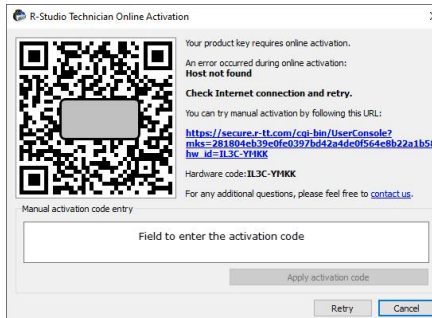 R-Studio Technician Online Activation
Your product key requires online activation.
An error occurred during online activation:
Host not found
Check Internet connection and retry.
You can try manual activation by following this URL:
https://secure.r-tt.com/cgi-bin/UserConsole?
mks=281804eb39e0fe0397bd42a4de0f564e8b22a1b58
hw_id=IL3C-YMKK
Hardware code:IL3C-YMKK
For any additional questions, please feel free to contact us.
Manual activation code entry
Field to enter the activation code
Apply activation code
Retry
Cancel